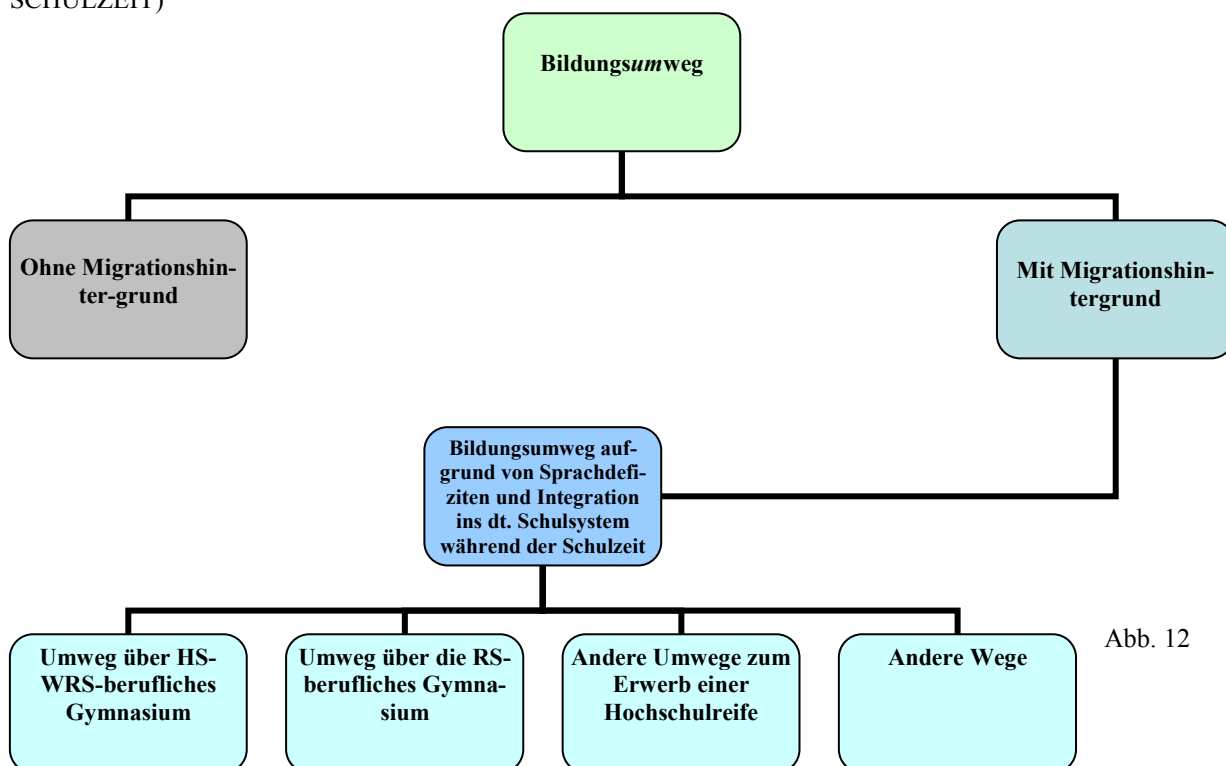 SCHULZEIT)
Bildungsumweg
Ohne Migrationshin-
ter-grund
Mit Migrationshin-
tergrund
Bildungsumweg auf-
grund von Sprachdefi-
ziten und Integration
ins dt. Schulsystem
während der Schulzeit
Umweg über HS-
WRS-berufliches
Gymnasium
Umweg über die RS-
berufliches Gymna-
sium
Andere Umwege zum
Erwerb einer
Hochschulreife
Andere Wege
Abb. 12